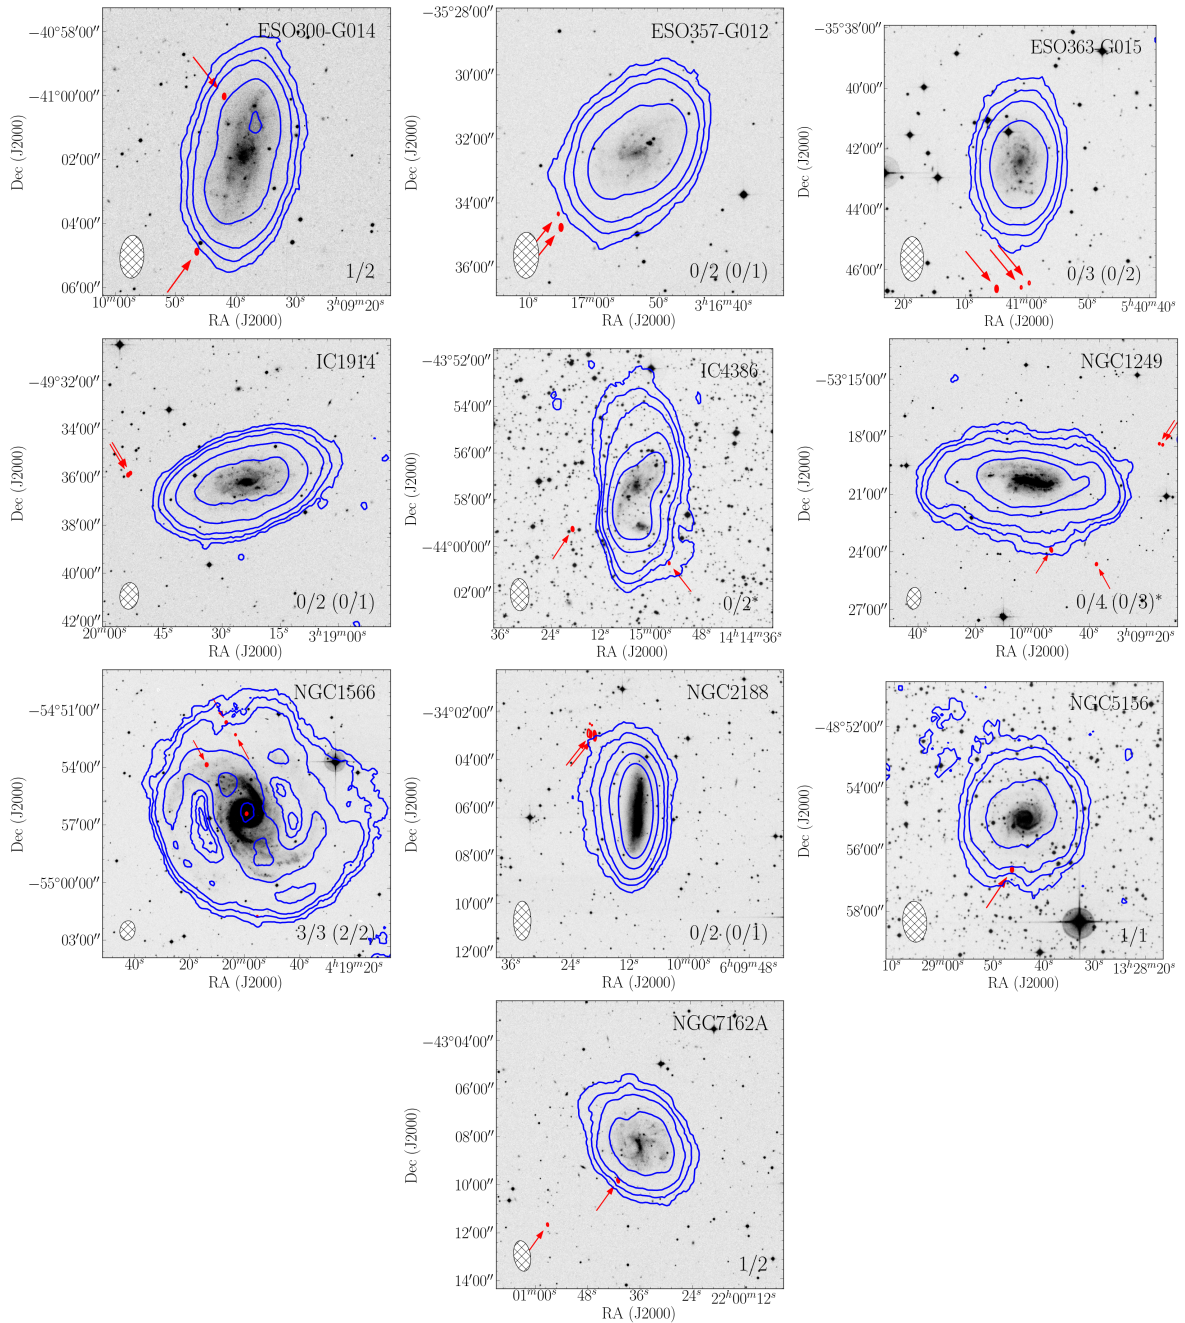 ESO300-G014
−40°58′00″
−41°00′00″
02′00″
04′00″
06′00″
Dec (J2000)
1/2
10ᵐ00ˢ 50ˢ 40ˢ 30ˢ 3ʰ09ᵐ20ˢ
RA (J2000)
ESO357-G012
−35°28′00″
30′00″
32′00″
34′00″
36′00″
Dec (J2000)
0/2 (0/1)
10ˢ 17ᵐ00ˢ 50ˢ 3ʰ16ᵐ40ˢ
RA (J2000)
ESO363-G015
−35°38′00″
40′00″
42′00″
44′00″
46′00″
Dec (J2000)
0/3 (0/2)
20ˢ 10ˢ 41ᵐ00ˢ 50ˢ 5ʰ40ᵐ40ˢ
RA (J2000)
IC1914
−49°32′00″
34′00″
36′00″
38′00″
40′00″
42′00″
Dec (J2000)
0/2 (0/1)
20ᵐ00ˢ 45ˢ 30ˢ 15ˢ 3ʰ19ᵐ00ˢ
RA (J2000)
IC4386
−43°52′00″
54′00″
56′00″
58′00″
−44°00′00″
02′00″
Dec (J2000)
0/2*
36ˢ 24ˢ 12ˢ 15ᵐ00ˢ 48ˢ 14ʰ14ᵐ36ˢ
RA (J2000)
NGC1249
−53°15′00″
18′00″
21′00″
24′00″
27′00″
Dec (J2000)
0/4 (0/3)*
40ˢ 20ˢ 10ᵐ00ˢ 40ˢ 3ʰ09ᵐ20ˢ
RA (J2000)
NGC1566
−54°51′00″
54′00″
57′00″
−55°00′00″
03′00″
Dec (J2000)
3/3 (2/2)
40ˢ 20ˢ 20ᵐ00ˢ 40ˢ 4ʰ19ᵐ20ˢ
RA (J2000)
NGC2188
−34°02′00″
04′00″
06′00″
08′00″
10′00″
12′00″
Dec (J2000)
0/2 (0/1)
36ˢ 24ˢ 12ˢ 10ᵐ00ˢ 6ʰ09ᵐ48ˢ
RA (J2000)
NGC5156
−48°52′00″
54′00″
56′00″
58′00″
Dec (J2000)
1/1
10ˢ 29ᵐ00ˢ 50ˢ 40ˢ 30ˢ 13ʰ28ᵐ20ˢ
RA (J2000)
NGC7162A
−43°04′00″
06′00″
08′00″
10′00″
12′00″
14′00″
Dec (J2000)
1/2
01ᵐ00ˢ 48ˢ 36ˢ 24ˢ 22ʰ00ᵐ12ˢ
RA (J2000)